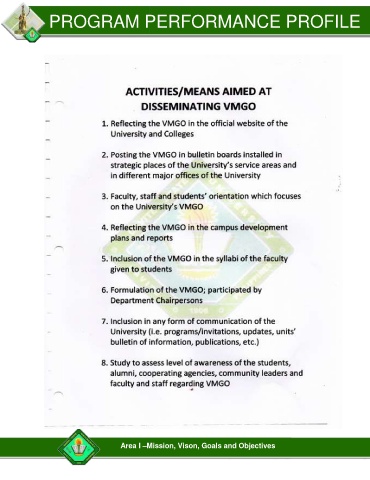 PROGRAM PERFORMANCE PROFILE
ACTIVITIES/MEANS AIMED AT
DISSEMINATING VMGO
1. Reflecting the VMGO in the official website of the
University and Colleges
2. Posting the VMGO in bulletin boards installed in
strategic places of the University's service areas and
in different major offices of the University
3. Faculty, staff and students' orientation which focuses
on the University's VMGO
4. Reflecting the VMGO in the campus development
plans and reports
5. Inclusion of the VMGO in the syllabi of the faculty
given to students
6. Formulation of the VMGO; participated by
Department Chairpersons
7. Inclusion in any form of communication of the
University (i.e. programs/invitations, updates, units'
bulletin of information, publications, etc.)
8. Study to assess level of awareness of the students,
alumni, cooperating agencies, community leaders and
faculty and staff regarding VMGO
1906
Area I –Mission, Vison, Goals and Objectives